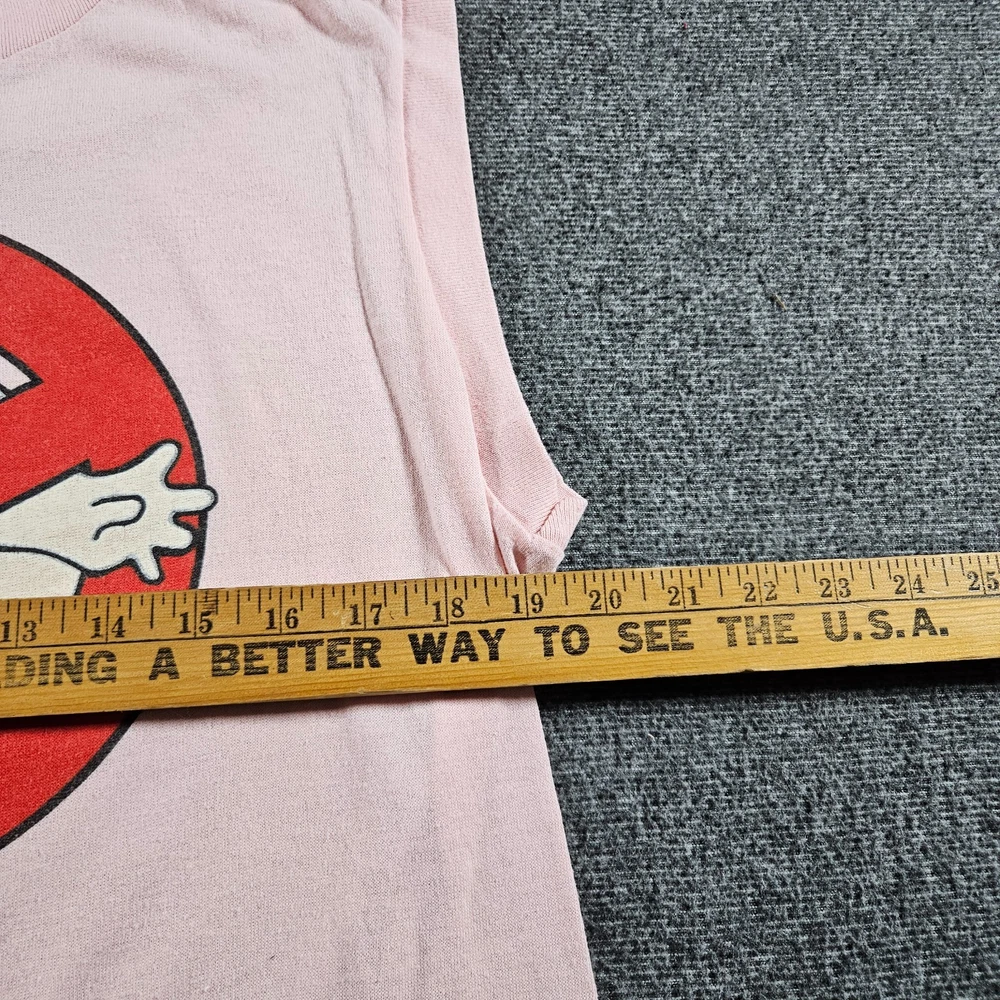 13 14 15 16 17 18 19 20 21 22 23 24 25
DING A BETTER WAY TO SEE THE U.S.A.